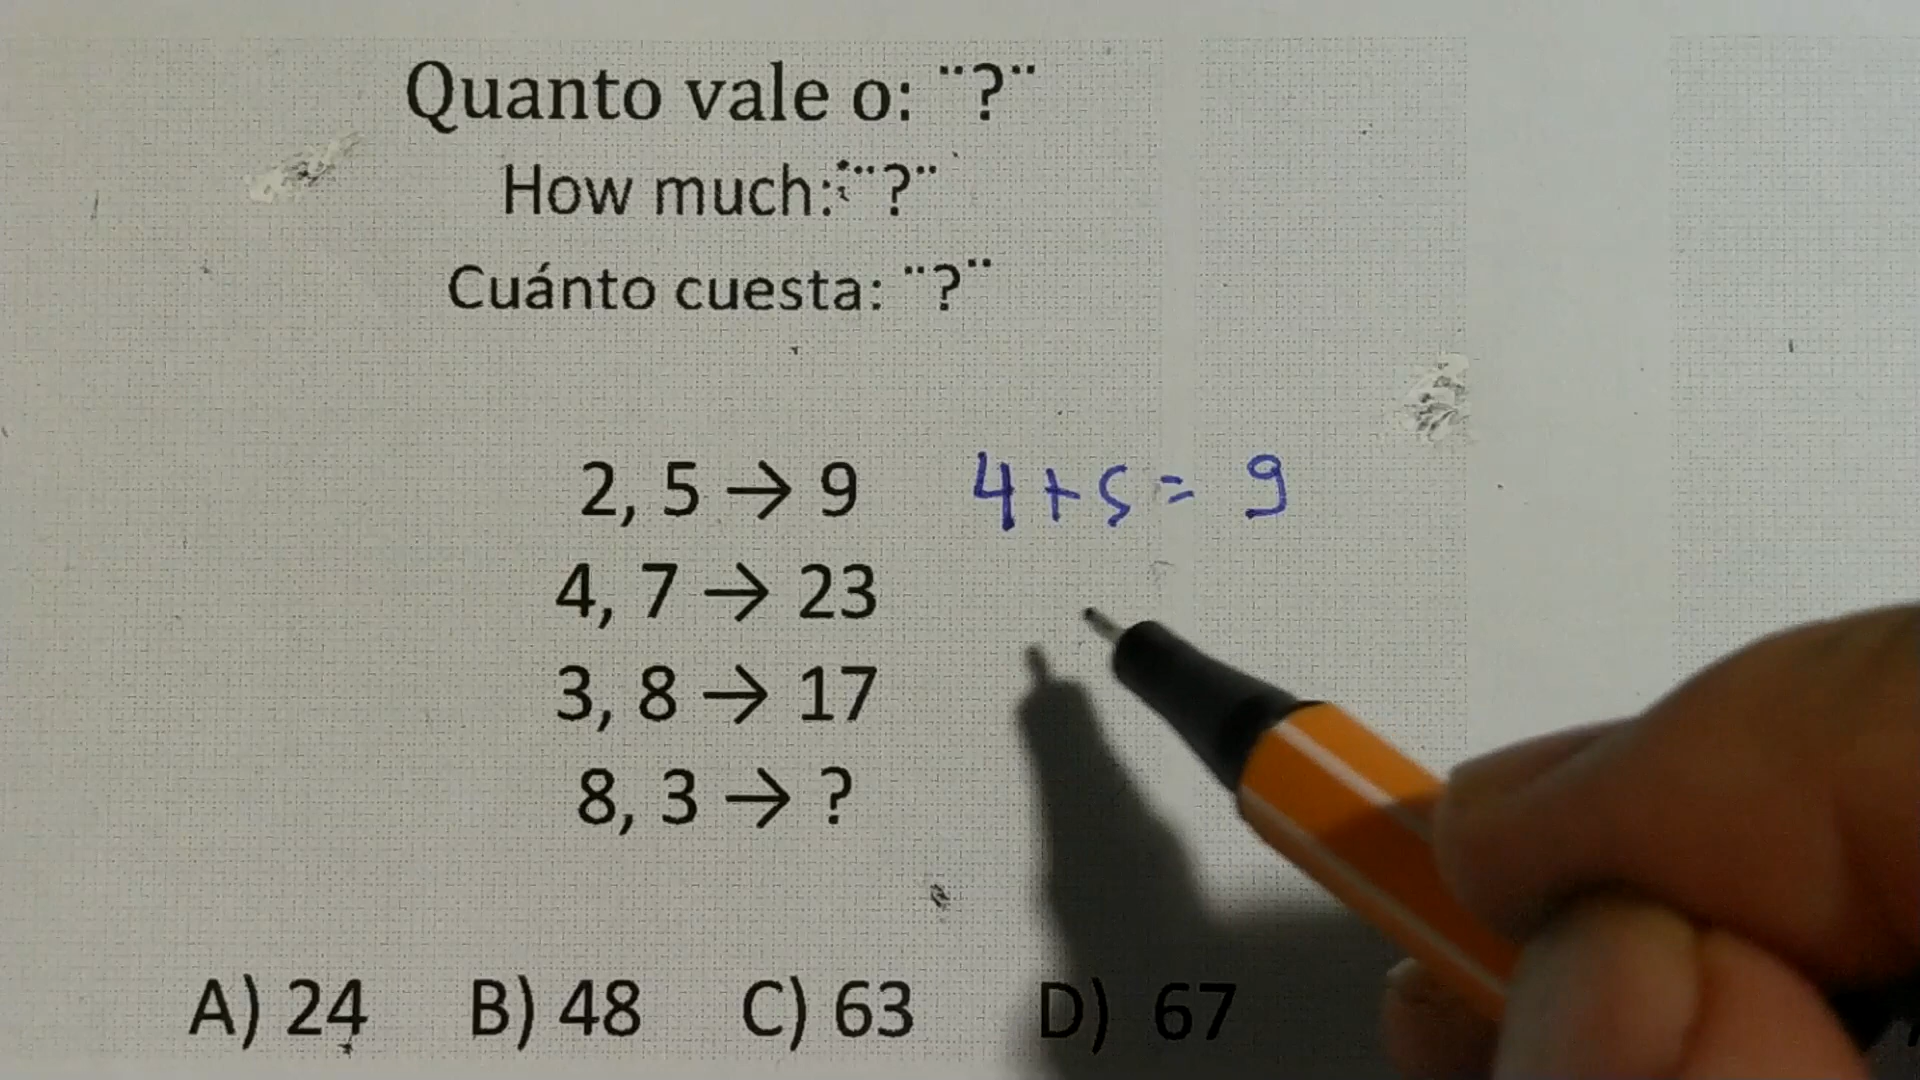 Quanto vale o: ¨?¨
How much: ¨?¨
Cuánto cuesta: ¨?¨
2, 5 → 9 4 + 5 = 9
4, 7 → 23
3, 8 → 17
8, 3 → ?
A) 24 B) 48 C) 63 D) 67